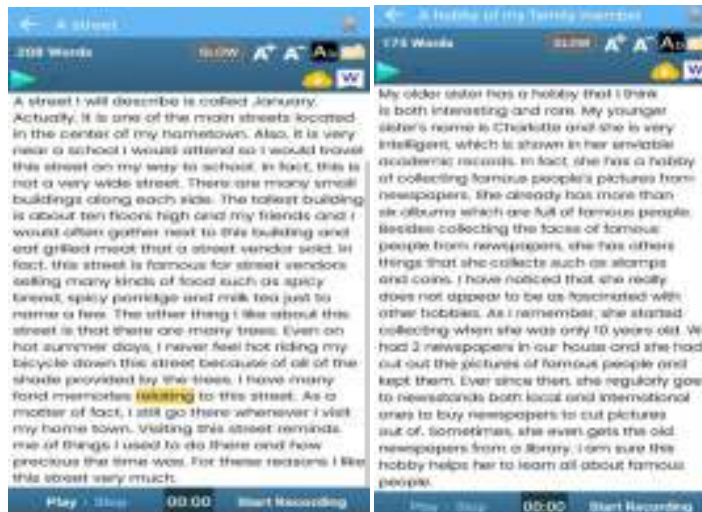 A street
208 Words
SLOW
A+ A-
W
A street I will describe is called January.
Actually, it is one of the main streets located
in the center of my hometown. Also, it is very
near a school I would attend so I would travel
this street on my way to school. In fact, this is
not a very wide street. There are many small
buildings along each side. The tallest building
is about ten floors high and my friends and I
would often gather next to this building and
eat grilled meat that a street vendor sold. In
fact, this street is famous for street vendors
selling many kinds of food such as spicy
bread, spicy porridge and milk tea just to
name a few. The other thing I like about this
street is that there are many trees. Even on
hot summer days, I never feel hot riding my
bicycle down this street because of all of the
shade provided by the trees. I have many
fond memories relating to this street. As a
matter of fact, I still go there whenever I visit
my home town. Visiting this street reminds
me of things I used to do there and how
precious the time was. For these reasons I like
this street very much.
Play - Stop 00:00 Start Recording
A hobby of my family member
174 Words
SLOW
A+ A-
W
My older sister has a hobby that I think
is both interesting and rare. My younger
sister's name is Charlotte and she is very
intelligent, which is shown in her enviable
academic records. In fact, she has a hobby
of collecting famous people's pictures from
newspapers. She already has more than
six albums which are full of famous people.
Besides collecting the faces of famous
people from newspapers, she has others
things that she collects such as stamps
and coins. I have noticed that she really
does not appear to be as fascinated with
other hobbies. As I remember, she started
collecting when she was only 10 years old. W
had 2 newspapers in our house and she had
cut out the pictures of famous people and
kept them. Ever since then, she regularly goe
to newsstands both local and international
ones to buy newspapers to cut pictures
out of. Sometimes, she even gets the old
newspapers from a library. I am sure this
hobby helps her to learn all about famous
people.
Play - Stop 00:00 Start Recording